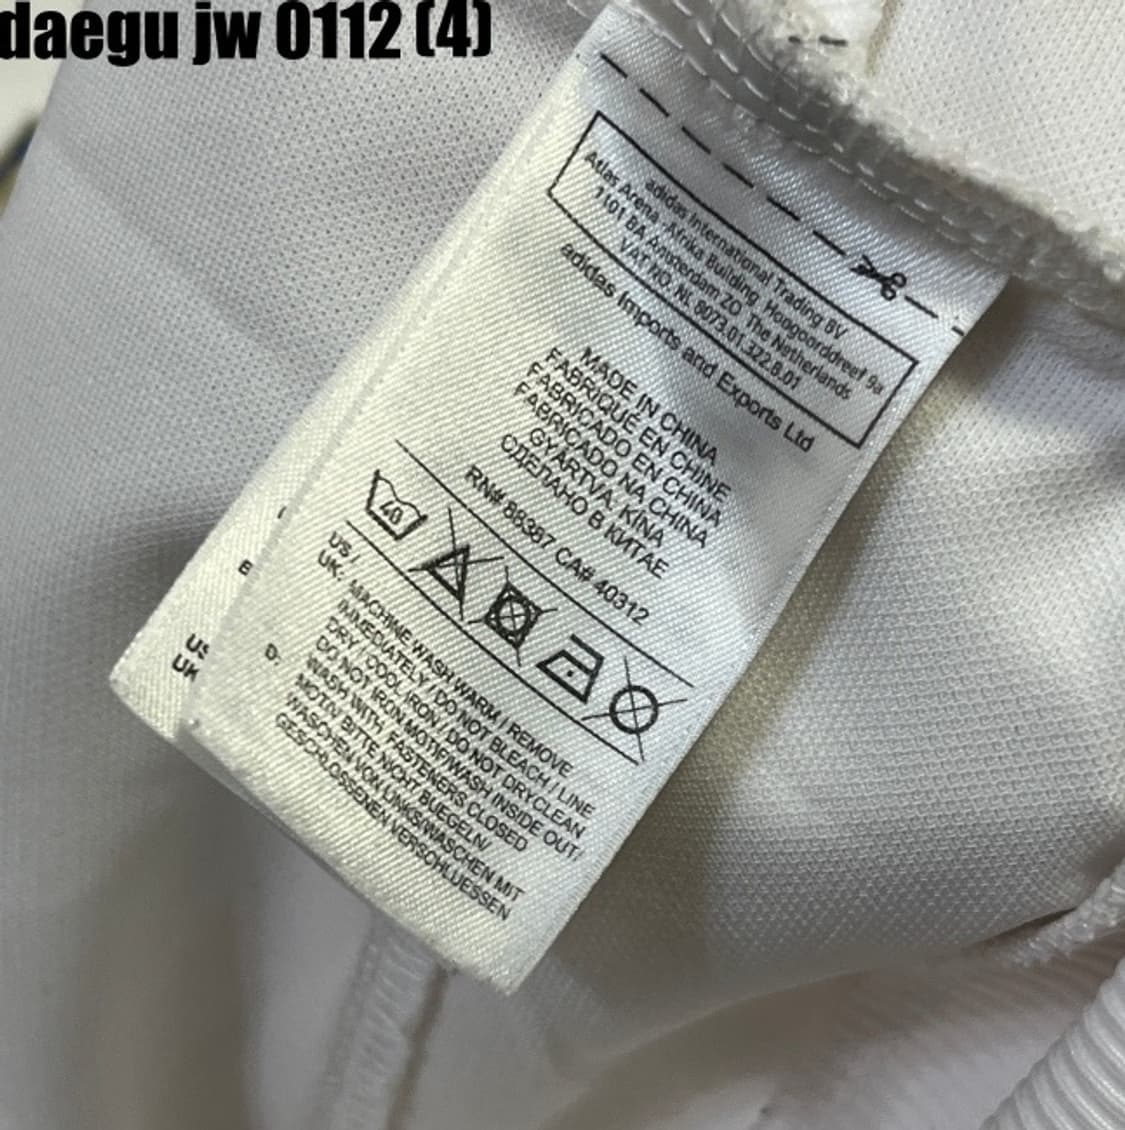 daegu jw 0112 (4)
adidas International Trading BV
Atlas Arena -Afrika Building Hoogoorddreef 9a
1101 BA Amsterdam ZO The Netherlands
VAT NO. NL 8073.01.322.B.01
adidas Imports and Exports Ltd
MADE IN CHINA
FABRIQUÉ EN CHINE
FABRICADO EN CHINA
FABRICADO NA CHINA
GYÁRTVA: KÍNA
СДЕЛАНО В КИТАЕ
RN# 88387 CA# 40312
40
US /
UK: MACHINE WASH WARM / REMOVE
IMMEDIATELY / DO NOT BLEACH / LINE
DRY / COOL IRON / DO NOT DRYCLEAN
DO NOT IRON MOTIF/WASH INSIDE OUT/
WASH WITH FASTENERS CLOSED
D: MOTIV BITTE NICHT BUEGELN/
WASCHEN VON LINKS/WASCHEN MIT
GESCHLOSSENEN VERSCHLUESSEN
E
US
UK